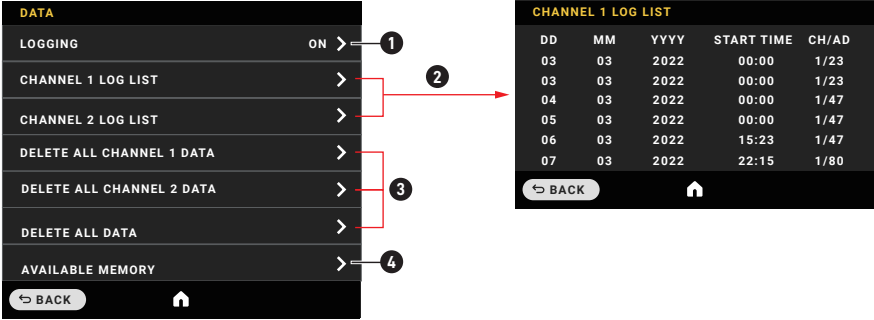 DATA
LOGGING ON
1
CHANNEL 1 LOG LIST
2
CHANNEL 2 LOG LIST
DELETE ALL CHANNEL 1 DATA
DELETE ALL CHANNEL 2 DATA
3
DELETE ALL DATA
AVAILABLE MEMORY
4
BACK
CHANNEL 1 LOG LIST
DD MM YYYY START TIME CH/AD
03 03 2022 00:00 1/23
03 03 2022 00:00 1/23
04 03 2022 00:00 1/47
05 03 2022 00:00 1/47
06 03 2022 15:23 1/47
07 03 2022 22:15 1/80
BACK